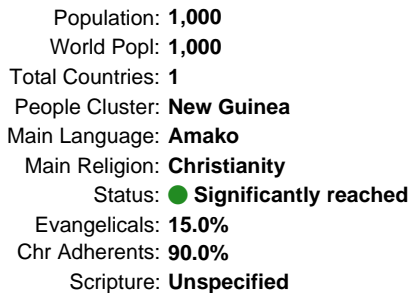 Population: 1,000
World Popl: 1,000
Total Countries: 1
People Cluster: New Guinea
Main Language: Amako
Main Religion: Christianity
Status: Significantly reached
Evangelicals: 15.0%
Chr Adherents: 90.0%
Scripture: Unspecified